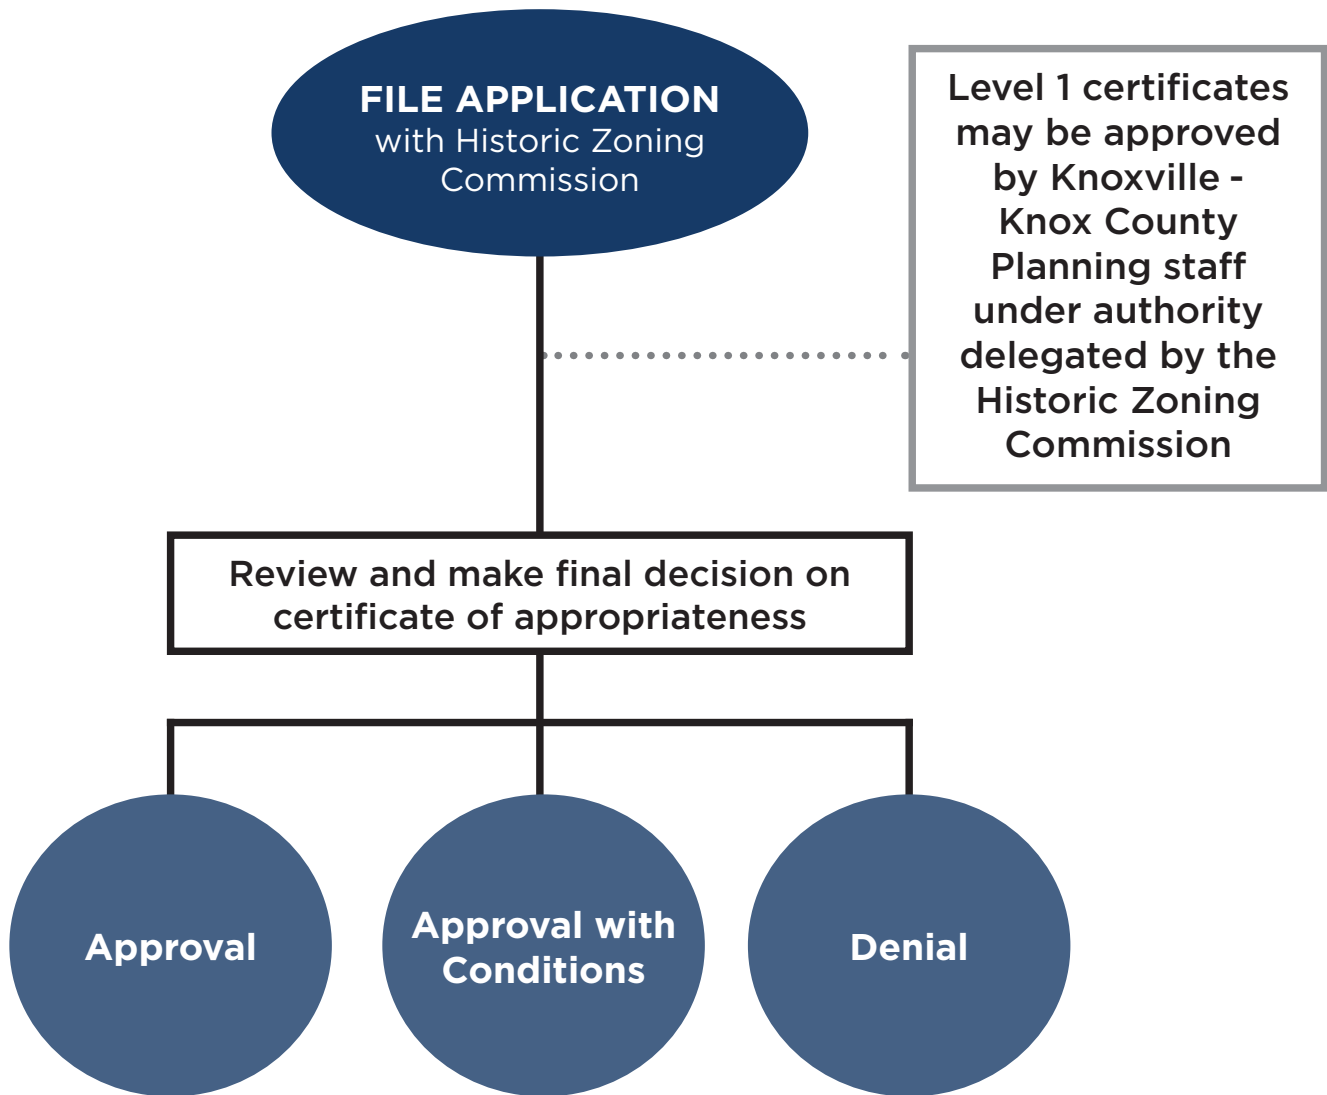 FILE APPLICATION
with Historic Zoning
Commission
Level 1 certificates
may be approved
by Knoxville -
Knox County
Planning staff
under authority
delegated by the
Historic Zoning
Commission
Review and make final decision on
certificate of appropriateness
Approval
Approval with
Conditions
Denial